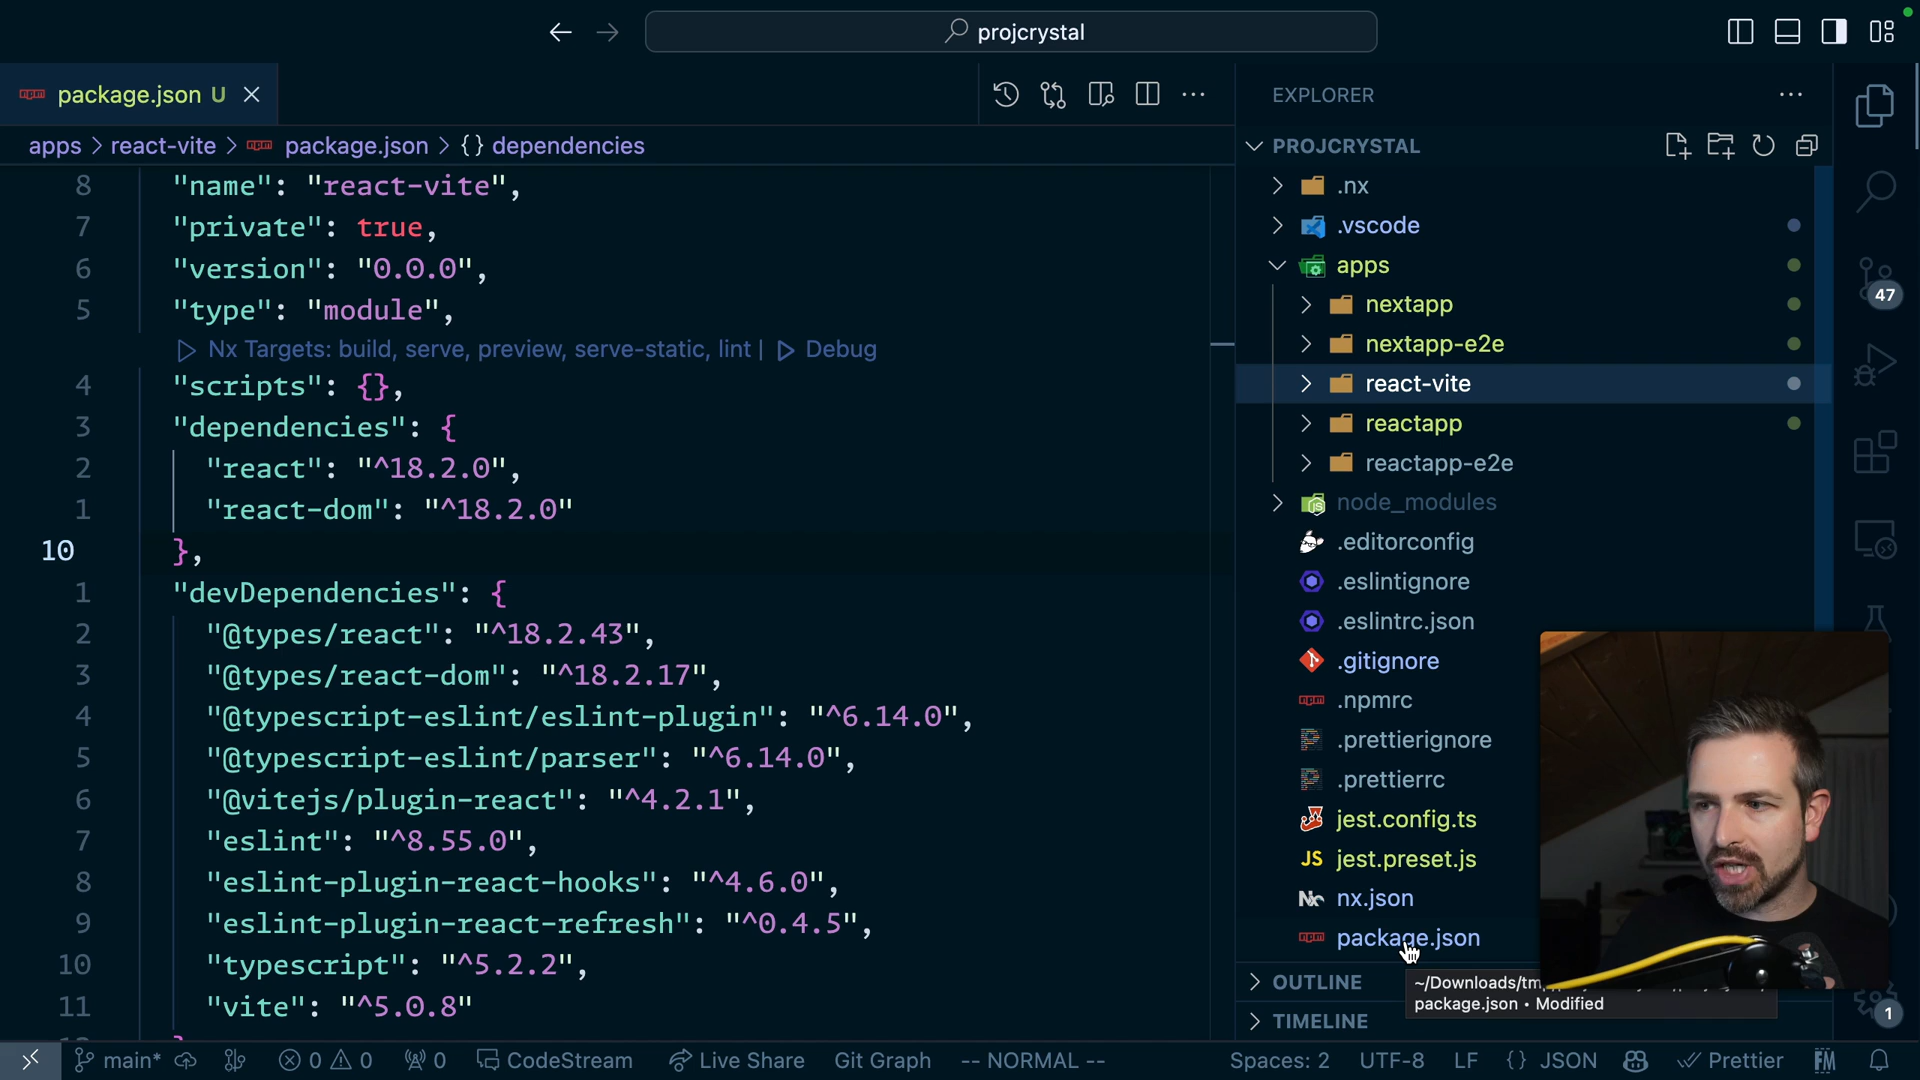 projcrystal
package.json U
apps > react-vite > package.json > {} dependencies
8 "name": "react-vite",
7 "private": true,
6 "version": "0.0.0",
5 "type": "module",
Nx Targets: build, serve, preview, serve-static, lint | Debug
4 "scripts": {},
3 "dependencies": {
2 "react": "^18.2.0",
1 "react-dom": "^18.2.0"
10 },
1 "devDependencies": {
2 "@types/react": "^18.2.43",
3 "@types/react-dom": "^18.2.17",
4 "@typescript-eslint/eslint-plugin": "^6.14.0",
5 "@typescript-eslint/parser": "^6.14.0",
6 "@vitejs/plugin-react": "^4.2.1",
7 "eslint": "^8.55.0",
8 "eslint-plugin-react-hooks": "^4.6.0",
9 "eslint-plugin-react-refresh": "^0.4.5",
10 "typescript": "^5.2.2",
11 "vite": "^5.0.8"
EXPLORER
PROJCRYSTAL
.nx
.vscode
apps
nextapp
nextapp-e2e
react-vite
reactapp
reactapp-e2e
node_modules
.editorconfig
.eslintignore
.eslintrc.json
.gitignore
.npmrc
.prettierignore
.prettierrc
jest.config.ts
JS jest.preset.js
nx.json
package.json
OUTLINE
~/Downloads/tm
package.json • Modified
TIMELINE
47
1
main* 0 0 0 CodeStream Live Share Git Graph -- NORMAL -- Spaces: 2 UTF-8 LF {} JSON Prettier